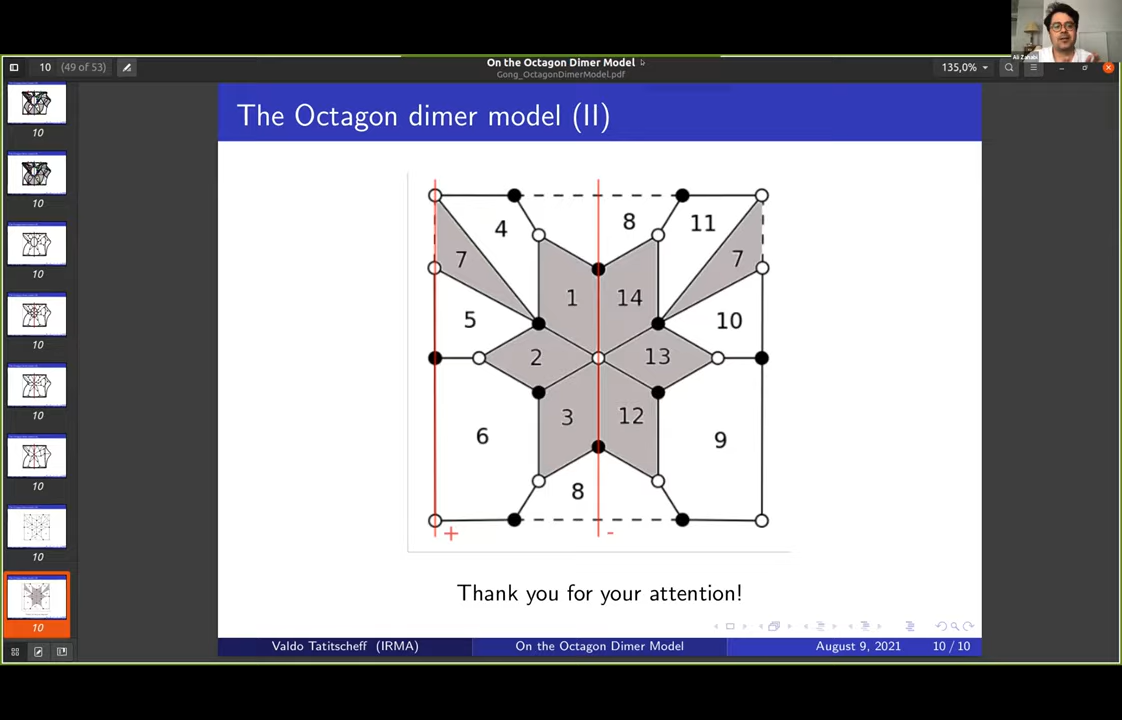 Ali Zahabi
On the Octagon Dimer Model
Gong_OctagonDimerModel.pdf
10 (49 of 53)
135,0%
The Octagon dimer model (II)
4 8 11
7 7
1 14
5 10
2 13
3 12
6 9
8
+ -
Thank you for your attention!
Valdo Tatitscheff (IRMA) On the Octagon Dimer Model August 9, 2021 10 / 10
10
10
10
10
10
10
10
10